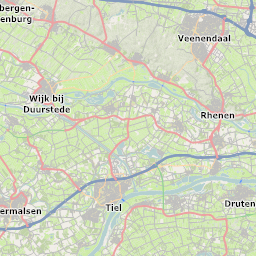 bergen-
enburg
Veenendaal
Wijk bij
Duurstede
Rhenen
Tiel
Druten
ermalsen